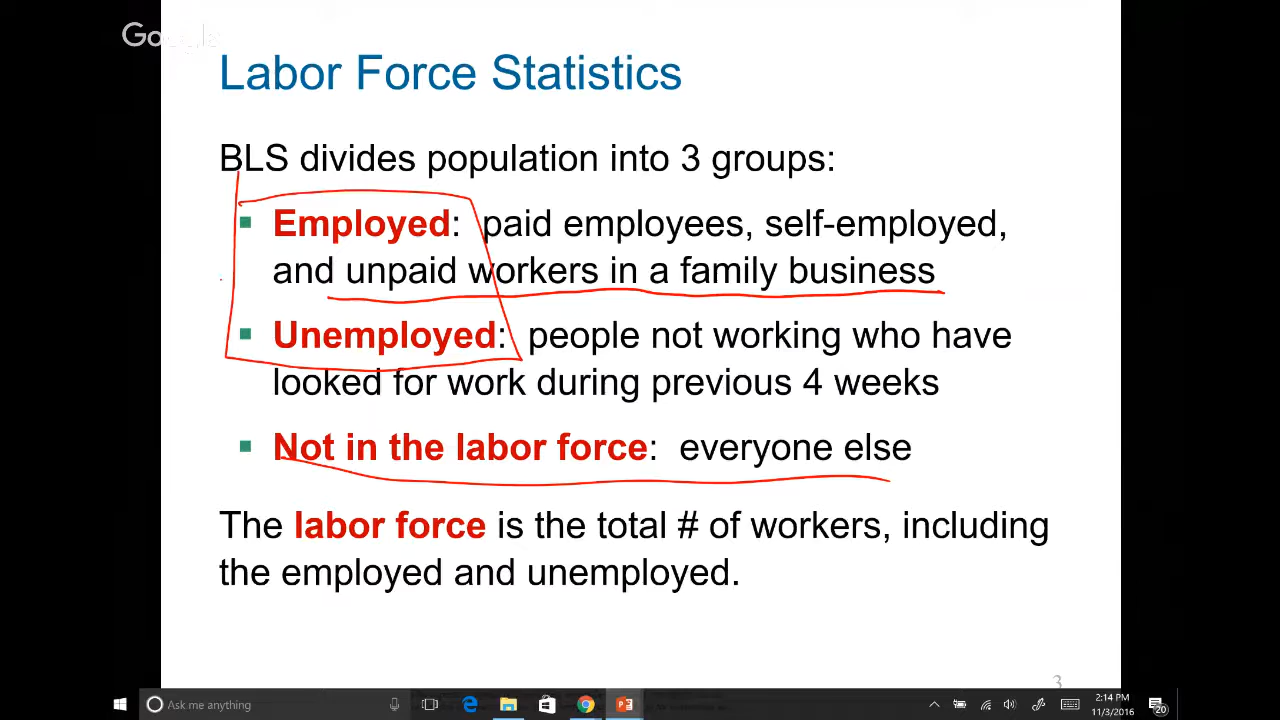 Google
Labor Force Statistics
BLS divides population into 3 groups:
▪ Employed: paid employees, self-employed,
and unpaid workers in a family business
▪ Unemployed: people not working who have
looked for work during previous 4 weeks
▪ Not in the labor force: everyone else
The labor force is the total # of workers, including
the employed and unemployed.
3
Ask me anything
2:14 PM
11/3/2016
20